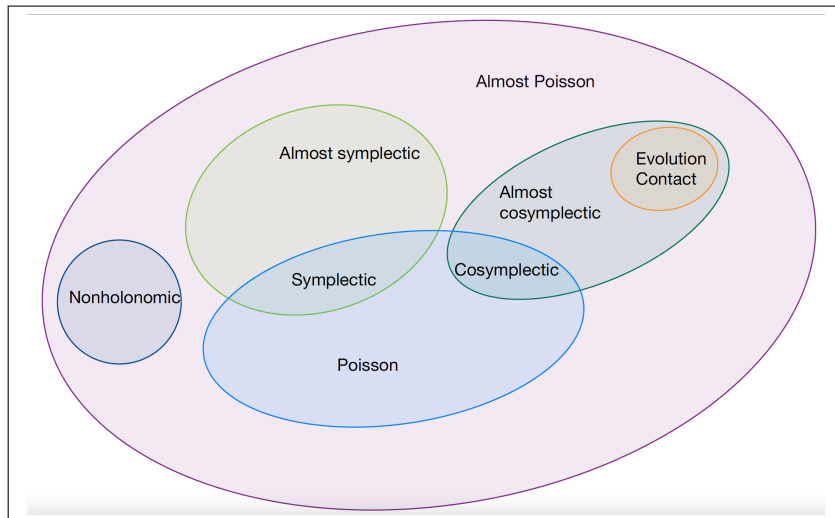 Almost Poisson
Almost symplectic
Evolution
Contact
Almost
cosymplectic
Symplectic
Cosymplectic
Nonholonomic
Poisson